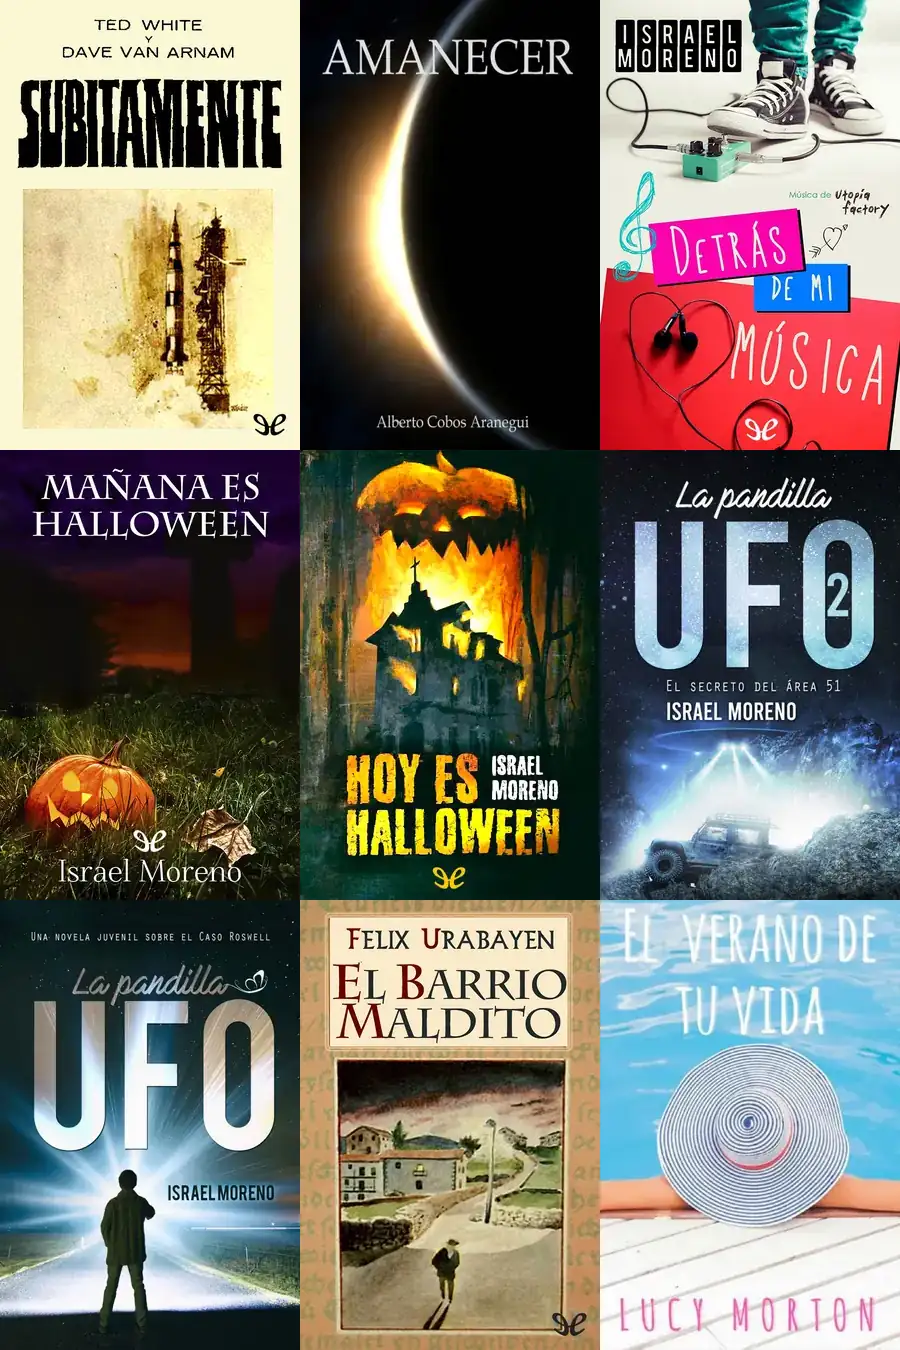 TED WHITE
Y
DAVE VAN ARNAM
SUBITAMENTE
AMANECER
Alberto Cobos Aranegui
ISRAEL
MORENO
Música de Utopía
factory
DETRÁS
DE MI
MÚSICA
MAÑANA ES
HALLOWEEN
Israel Moreno
HOY ES
HALLOWEEN
ISRAEL
MORENO
La pandilla
UFO
2
EL SECRETO DEL ÁREA 51
ISRAEL MORENO
UNA NOVELA JUVENIL SOBRE EL CASO ROSWELL
La pandilla
UFO
ISRAEL MORENO
FELIX URABAYEN
EL BARRIO
MALDITO
EL VERANO DE
TU VIDA
LUCY MORTON